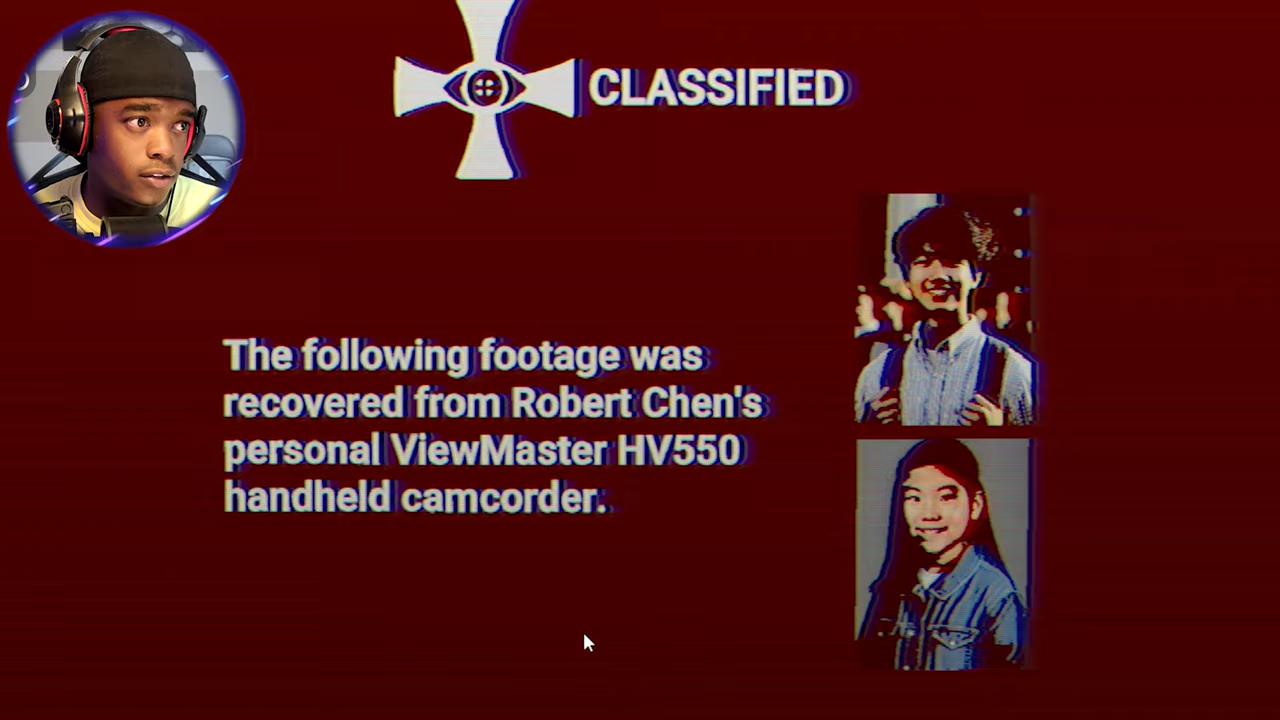 CLASSIFIED
The following footage was
recovered from Robert Chen's
personal ViewMaster HV550
handheld camcorder.